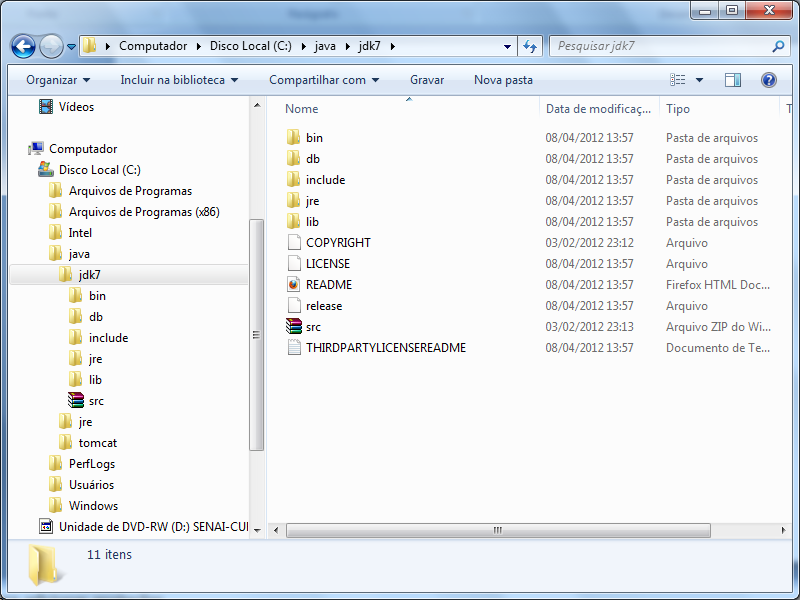 Computador Disco Local (C:) java jdk7
Pesquisar jdk7
Organizar Incluir na biblioteca Compartilhar com Gravar Nova pasta
Vídeos
Computador
Disco Local (C:)
Arquivos de Programas
Arquivos de Programas (x86)
Intel
java
jdk7
bin
db
include
jre
lib
src
jre
tomcat
PerfLogs
Usuários
Windows
Unidade de DVD-RW (D:) SENAI-CU
Nome Data de modificaç... Tipo T
bin 08/04/2012 13:57 Pasta de arquivos
db 08/04/2012 13:57 Pasta de arquivos
include 08/04/2012 13:57 Pasta de arquivos
jre 08/04/2012 13:57 Pasta de arquivos
lib 08/04/2012 13:57 Pasta de arquivos
COPYRIGHT 03/02/2012 23:12 Arquivo
LICENSE 08/04/2012 13:57 Arquivo
README 08/04/2012 13:57 Firefox HTML Doc...
release 08/04/2012 13:57 Arquivo
src 03/02/2012 23:13 Arquivo ZIP do Wi...
THIRDPARTYLICENSEREADME 08/04/2012 13:57 Documento de Te...
11 itens